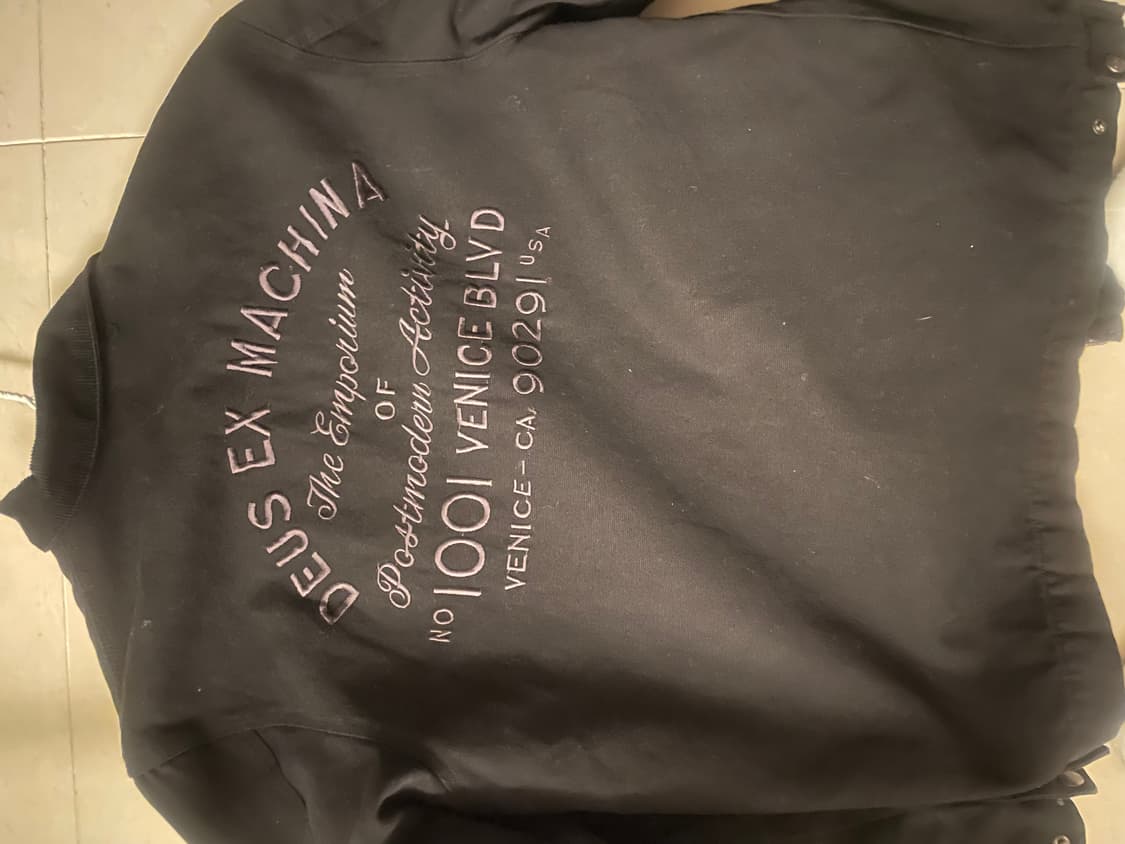 DEUS EX MACHINA
The Emporium
OF
Postmodern Activity
NO 1001 VENICE BLVD
VENICE - CA. 90291 USA